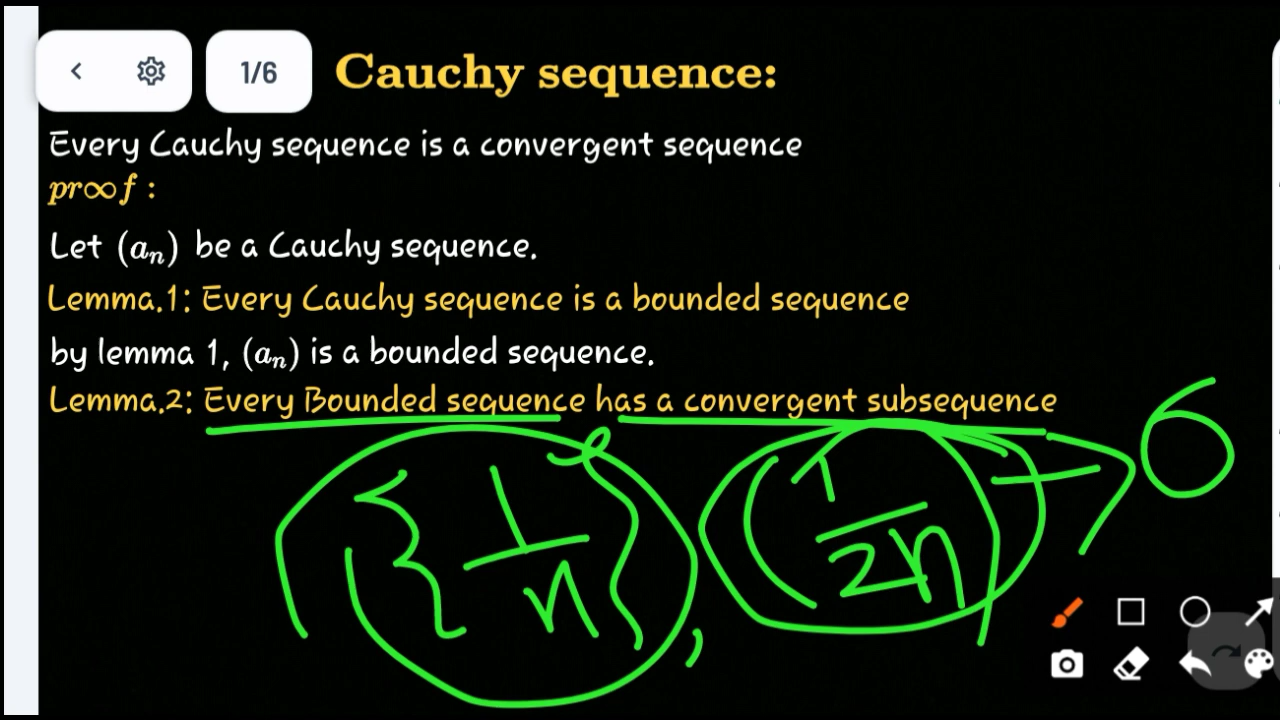 1/6
Cauchy sequence:
Every Cauchy sequence is a convergent sequence
proof :
Let (aₙ) be a Cauchy sequence.
Lemma.1: Every Cauchy sequence is a bounded sequence
by lemma 1, (aₙ) is a bounded sequence.
Lemma.2: Every Bounded sequence has a convergent subsequence
{1/n}, (1/2n) → 0